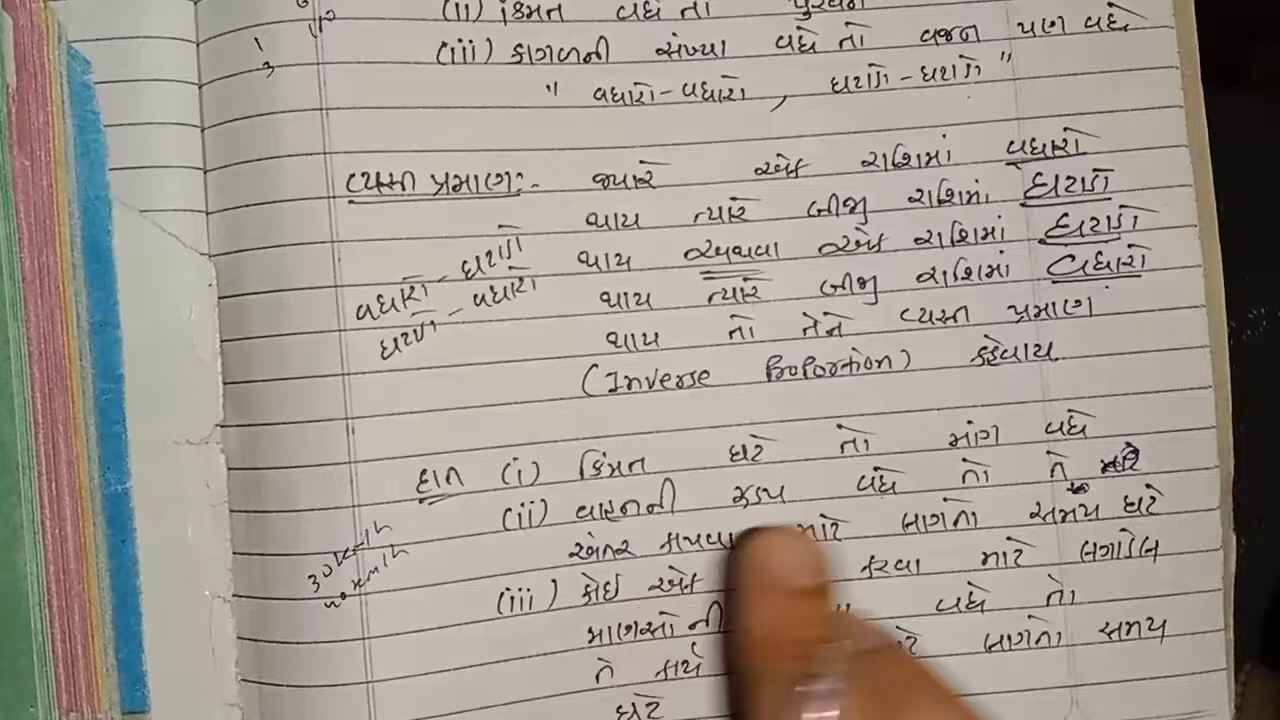 (ii) કિંમત વધે તો
(iii) કાગળની સંખ્યા વધે તો વજન પણ વધે
" વધારો-વધારો, ઘટાડો-ઘટાડો "
વ્યસ્ત પ્રમાણ:- જ્યારે એક રાશિમાં વધારો
થાય ત્યારે બીજી રાશિમાં ઘટાડો
થાય અથવા એક રાશિમાં ઘટાડો
થાય ત્યારે બીજી રાશિમાં વધારો
થાય તો તેને વ્યસ્ત પ્રમાણ
(Inverse Proportion) કહેવાય.
વધારો - ઘટાડો
ઘટાડો - વધારો
દા.ત (i) કિંમત ઘટે તો માંગ વધે
(ii) વાહનની ઝડપ વધે તો તે
અંતર કાપવા માટે લાગતો સમય ઘટે
30km/h
(iii) કોઈ એક કરવા માટે લગાડેલ
માણસોની વધે તો
તે કાર્ય લાગતો સમય
ઘટે